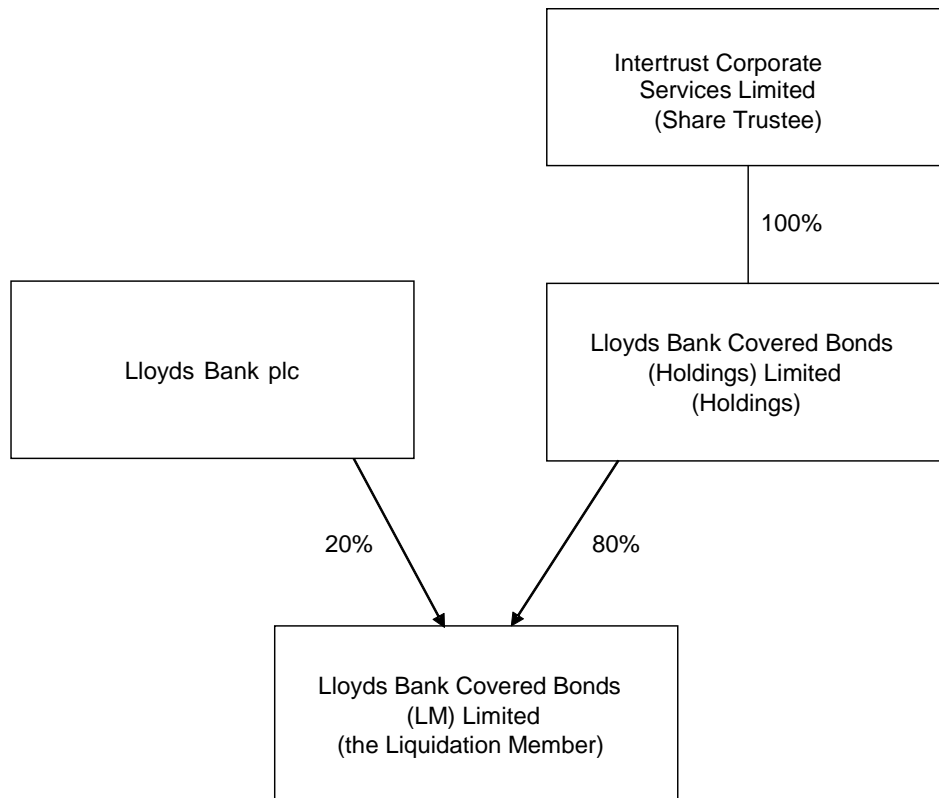 Intertrust Corporate
Services Limited
(Share Trustee)
100%
Lloyds Bank plc
Lloyds Bank Covered Bonds
(Holdings) Limited
(Holdings)
20%
80%
Lloyds Bank Covered Bonds
(LM) Limited
(the Liquidation Member)